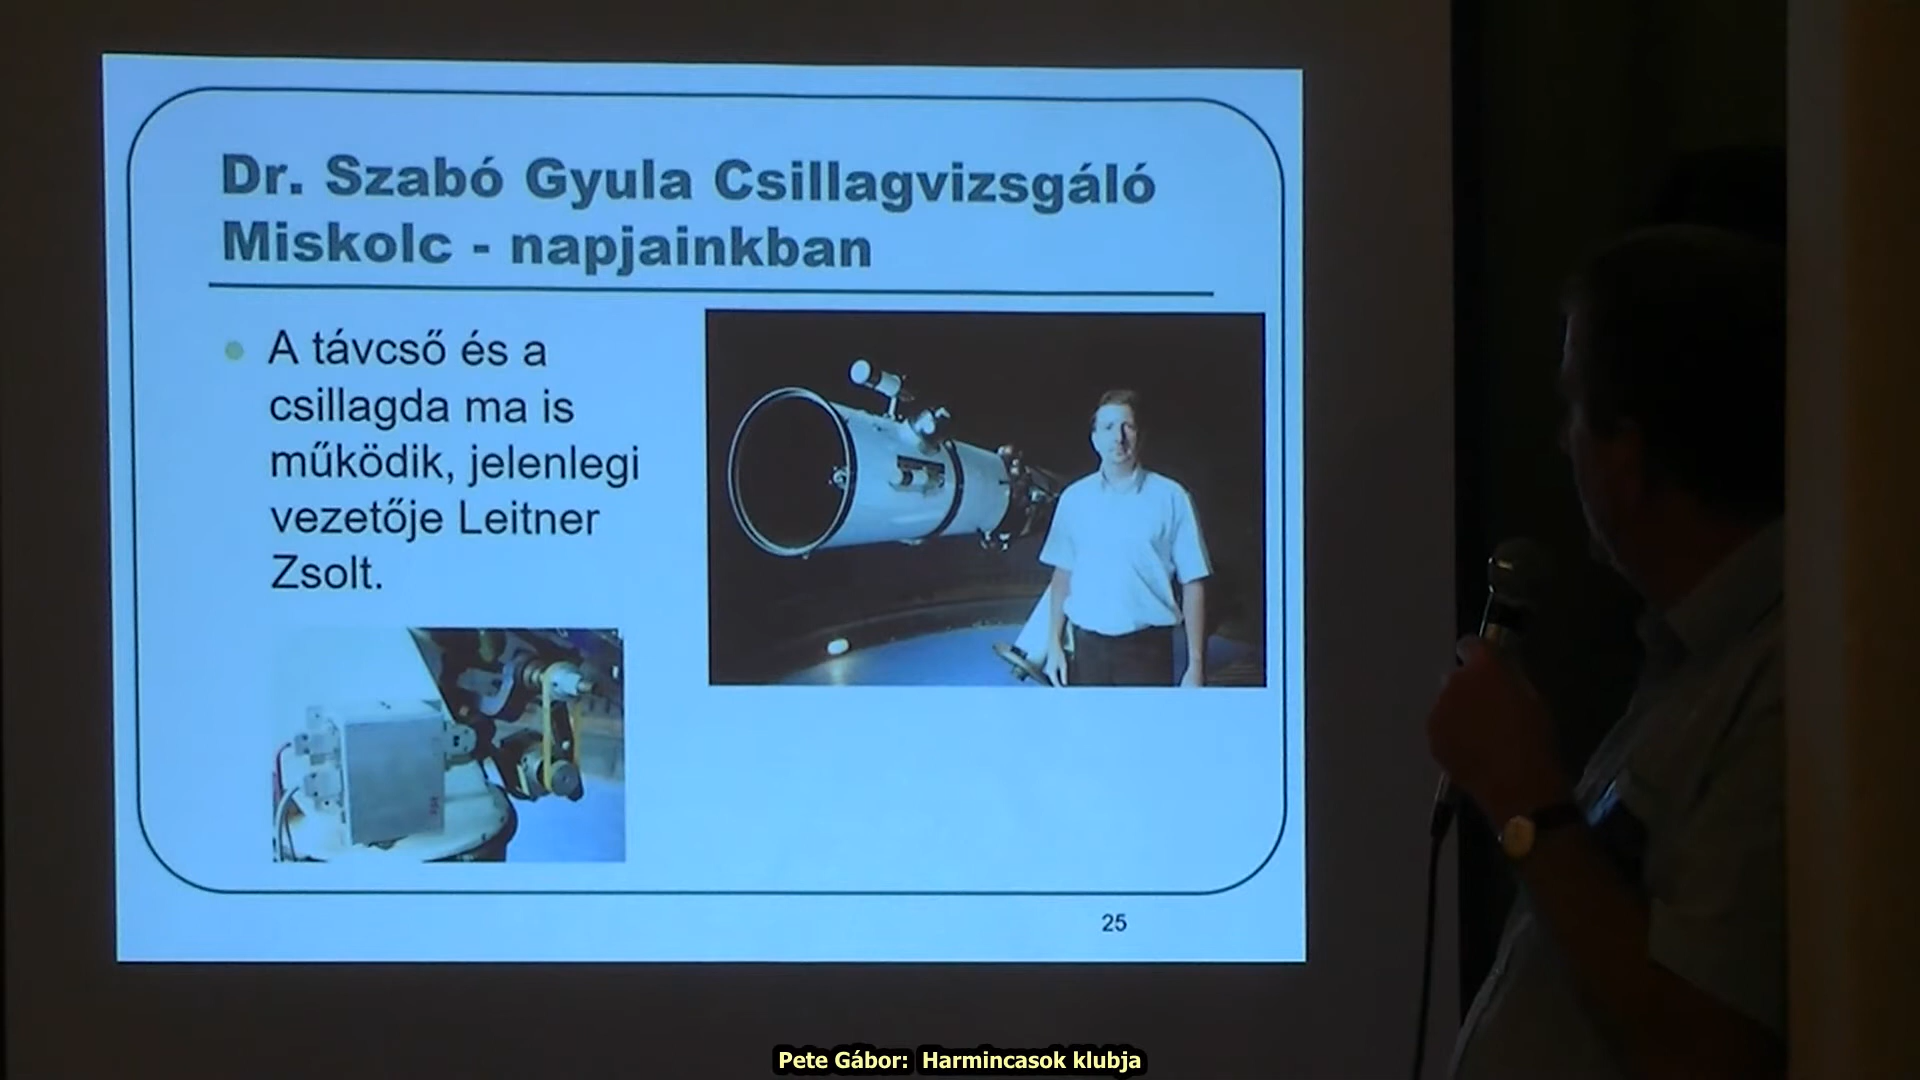 Dr. Szabó Gyula Csillagvizsgáló
Miskolc - napjainkban
A távcső és a
csillagda ma is
működik, jelenlegi
vezetője Leitner
Zsolt.
25
Pete Gábor: Harmincasok klubja